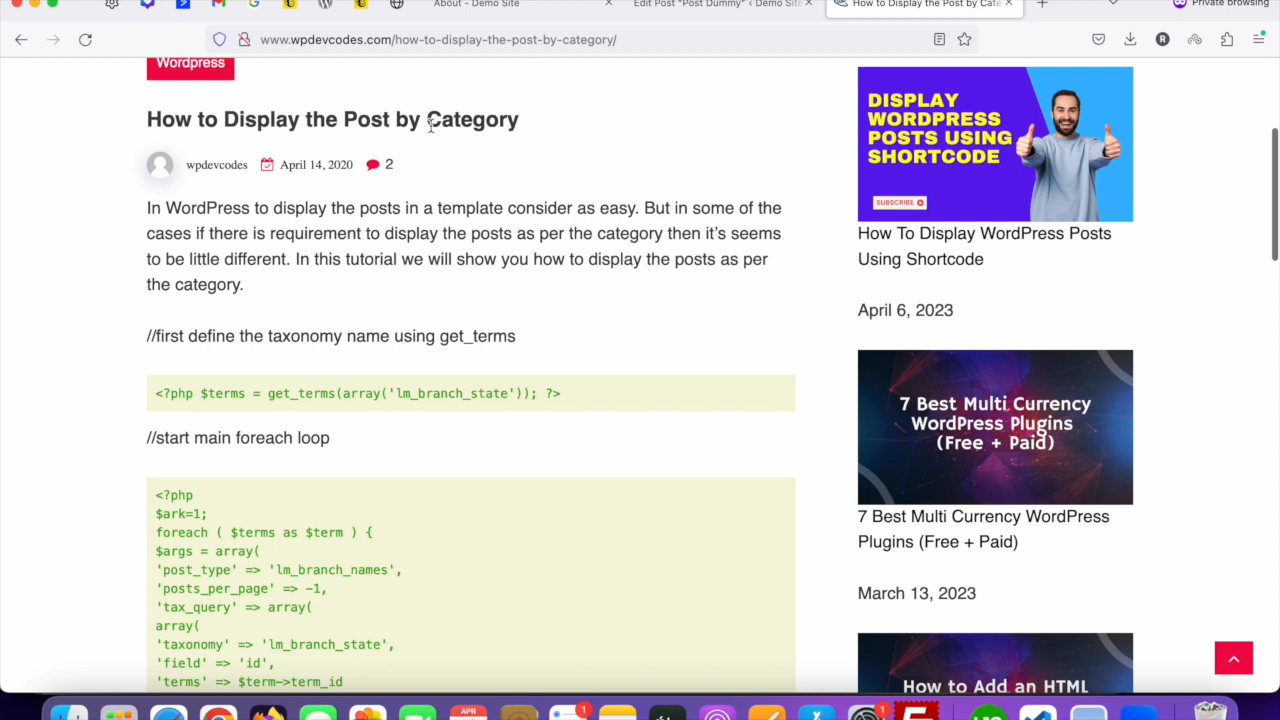 About - Demo Site
Edit Post "Post Dummy" ‹ Demo Site
How to Display the Post by Cate
Private browsing
www.wpdevcodes.com/how-to-display-the-post-by-category/
Wordpress
How to Display the Post by Category
wpdevcodes April 14, 2020 2
In WordPress to display the posts in a template consider as easy. But in some of the
cases if there is requirement to display the posts as per the category then it's seems
to be little different. In this tutorial we will show you how to display the posts as per
the category.
//first define the taxonomy name using get_terms
<?php $terms = get_terms(array('lm_branch_state')); ?>
//start main foreach loop
<?php
$ark=1;
foreach ( $terms as $term ) {
$args = array(
'post_type' => 'lm_branch_names',
'posts_per_page' => -1,
'tax_query' => array(
array(
'taxonomy' => 'lm_branch_state',
'field' => 'id',
'terms' => $term->term_id
DISPLAY
WORDPRESS
POSTS USING
SHORTCODE
SUBSCRIBE
How To Display WordPress Posts
Using Shortcode
April 6, 2023
7 Best Multi Currency
WordPress Plugins
(Free + Paid)
7 Best Multi Currency WordPress
Plugins (Free + Paid)
March 13, 2023
How to Add an HTML
APR
1
1